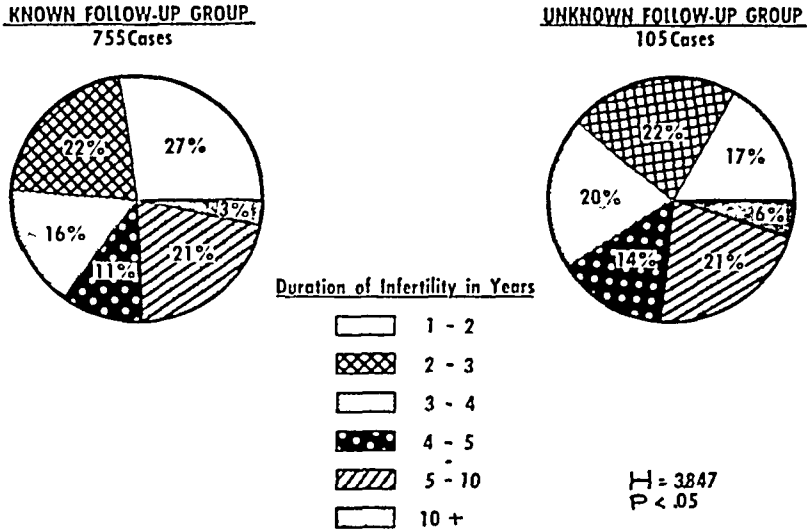 KNOWN FOLLOW-UP GROUP
755 Cases
27%
22%
16%
11%
21%
3%
UNKNOWN FOLLOW-UP GROUP
105 Cases
17%
22%
20%
14%
21%
6%
Duration of Infertility in Years
1 - 2
2 - 3
3 - 4
4 - 5
5 - 10
10 +
H = 3.847
P < .05